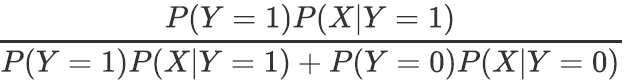 P(Y = 1)P(X|Y = 1)
P(Y = 1)P(X|Y = 1) + P(Y = 0)P(X|Y = 0)